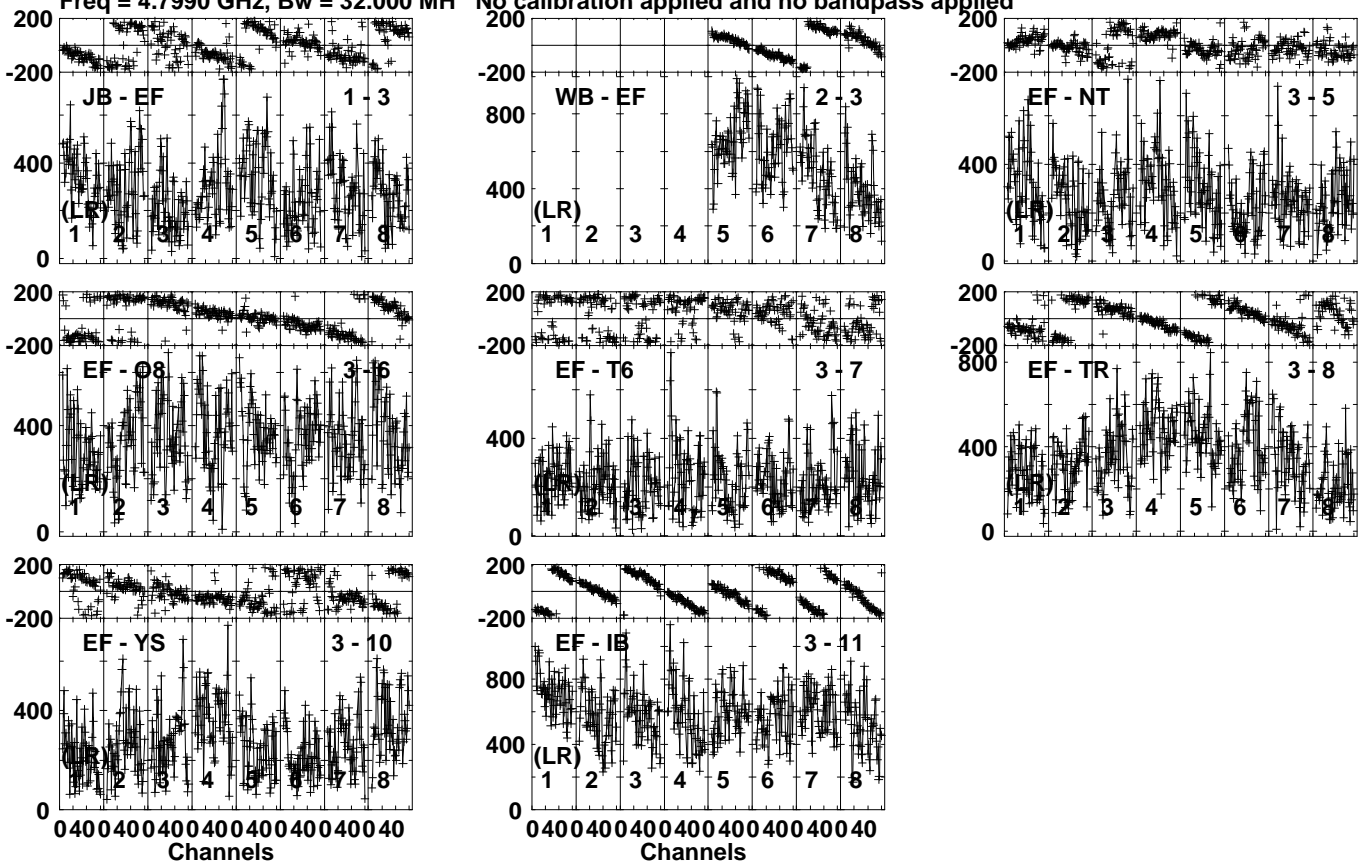 Freq = 4.7990 GHz, Bw = 32.000 MH No calibration applied and no bandpass applied
200
-200
JB - EF 1 - 3
400
(LR)
1 2 3 4 5 6 7 8
0
200
-200
WB - EF 2 - 3
800
400
(LR)
1 2 3 4 5 6 7 8
0
200
-200
EF - NT 3 - 5
400
(LR)
1 2 3 4 5 6 7 8
0
200
-200
EF - O8 3 - 6
400
(LR)
1 2 3 4 5 6 7 8
0
200
-200
EF - T6 3 - 7
400
(LR)
1 2 3 4 5 6 7 8
0
200
-200
800
EF - TR 3 - 8
400
(LR)
1 2 3 4 5 6 7 8
0
200
-200
EF - YS 3 - 10
400
(LR)
1 2 3 4 5 6 7 8
0
0 40 0 40 0 40 0 40 0 40 0 40 0 40 0 40
Channels
200
-200
EF - IB 3 - 11
800
400
(LR)
1 2 3 4 5 6 7 8
0
0 40 0 40 0 40 0 40 0 40 0 40 0 40 0 40
Channels